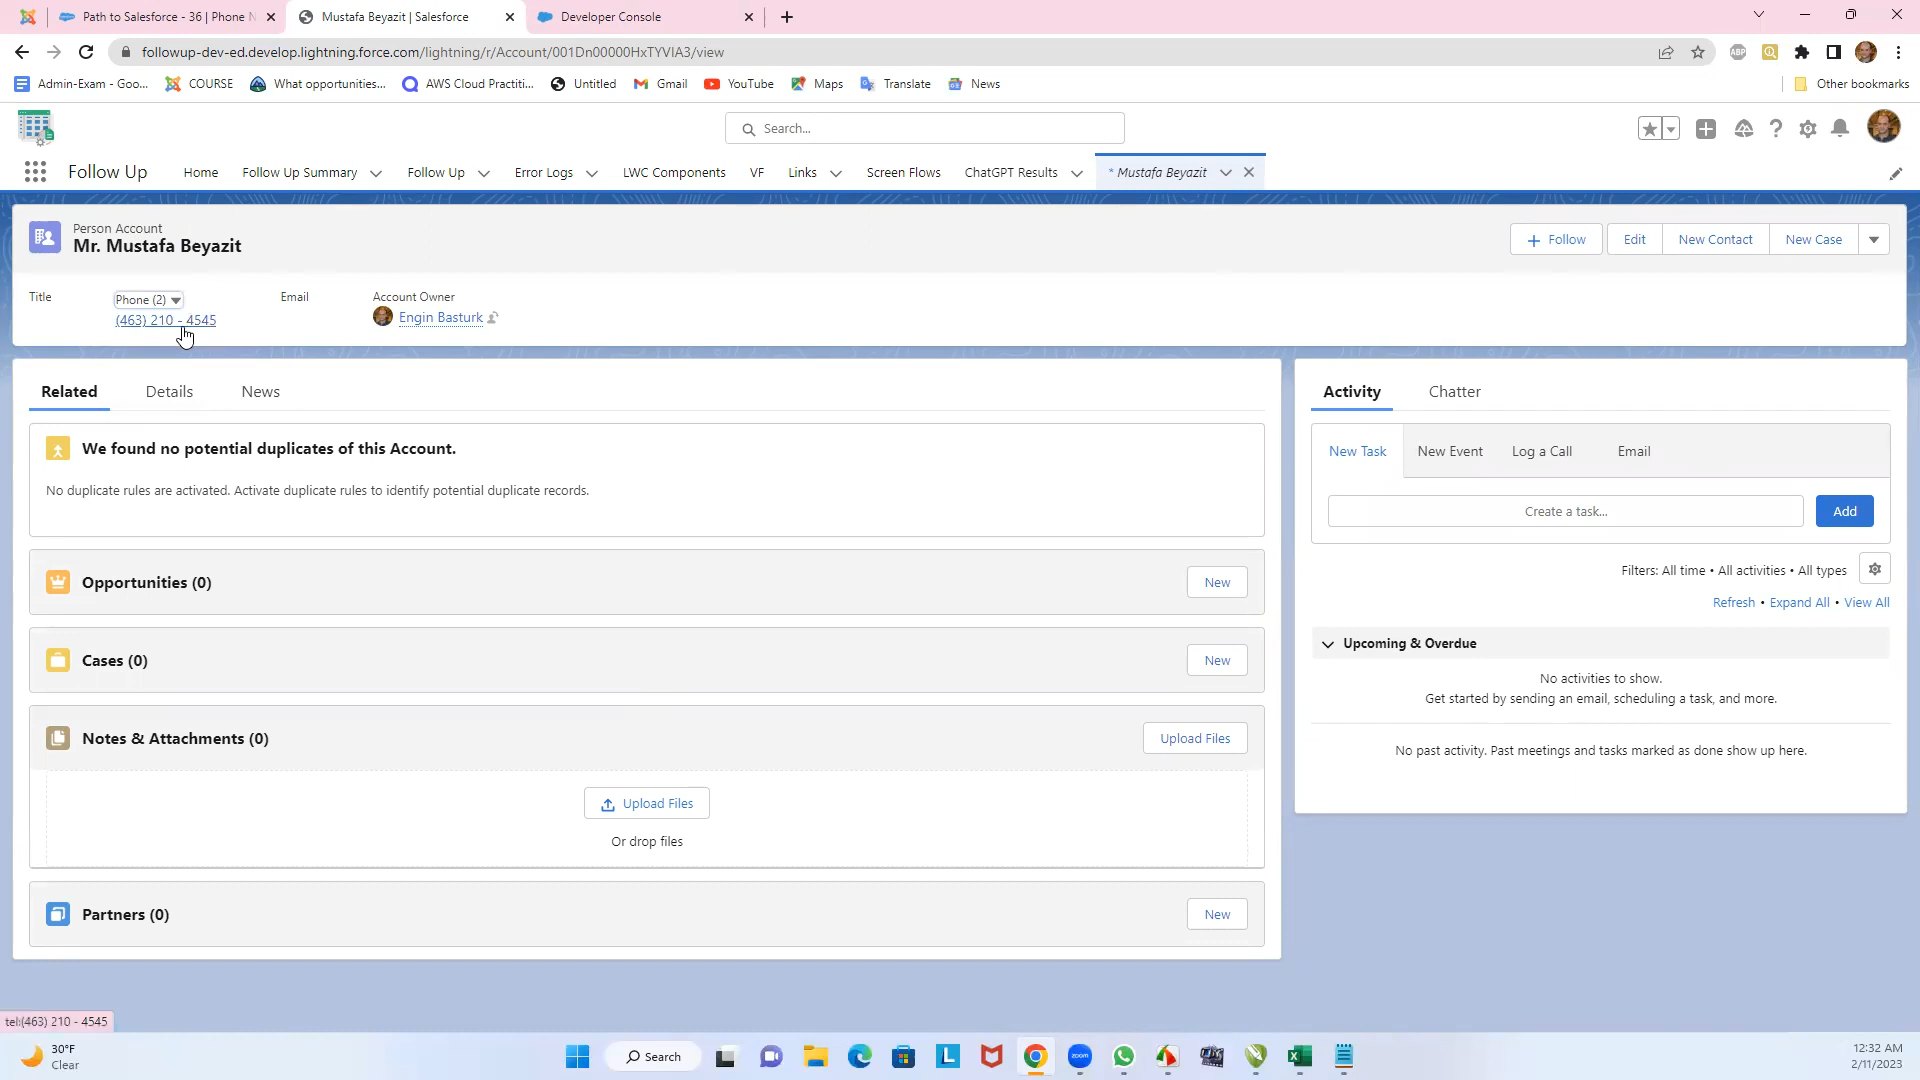 Path to Salesforce - 36 | Phone N
Mustafa Beyazit | Salesforce
Developer Console
followup-dev-ed.develop.lightning.force.com/lightning/r/Account/001Dn00000HxTYVIA3/view
ABP
Admin-Exam - Goo...
COURSE
What opportunities...
AWS Cloud Practiti...
Untitled
Gmail
YouTube
Maps
Translate
News
Other bookmarks
Search...
Follow Up
Home
Follow Up Summary
Follow Up
Error Logs
LWC Components
VF
Links
Screen Flows
ChatGPT Results
* Mustafa Beyazit
Person Account
Mr. Mustafa Beyazit
Follow
Edit
New Contact
New Case
Title
Phone (2)
Email
Account Owner
(463) 210 - 4545
Engin Basturk
Related
Details
News
Activity
Chatter
We found no potential duplicates of this Account.
No duplicate rules are activated. Activate duplicate rules to identify potential duplicate records.
New Task
New Event
Log a Call
Email
Create a task...
Add
Filters: All time • All activities • All types
Refresh • Expand All • View All
Opportunities (0)
New
Upcoming & Overdue
No activities to show.
Get started by sending an email, scheduling a task, and more.
Cases (0)
New
No past activity. Past meetings and tasks marked as done show up here.
Notes & Attachments (0)
Upload Files
Upload Files
Or drop files
Partners (0)
New
tel:(463) 210 - 4545
30°F
Clear
Search
L
zoom
12:32 AM
2/11/2023